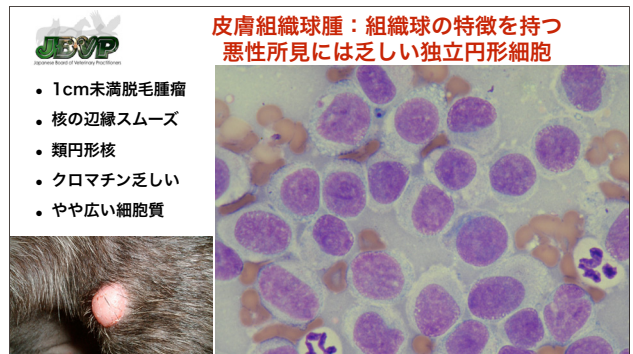 皮膚組織球腫：組織球の特徴を持つ
悪性所見には乏しい独立円形細胞
JBVP
Japanese Board of Veterinary Practitioners
• 1cm未満脱毛腫瘤
• 核の辺縁スムーズ
• 類円形核
• クロマチン乏しい
• やや広い細胞質